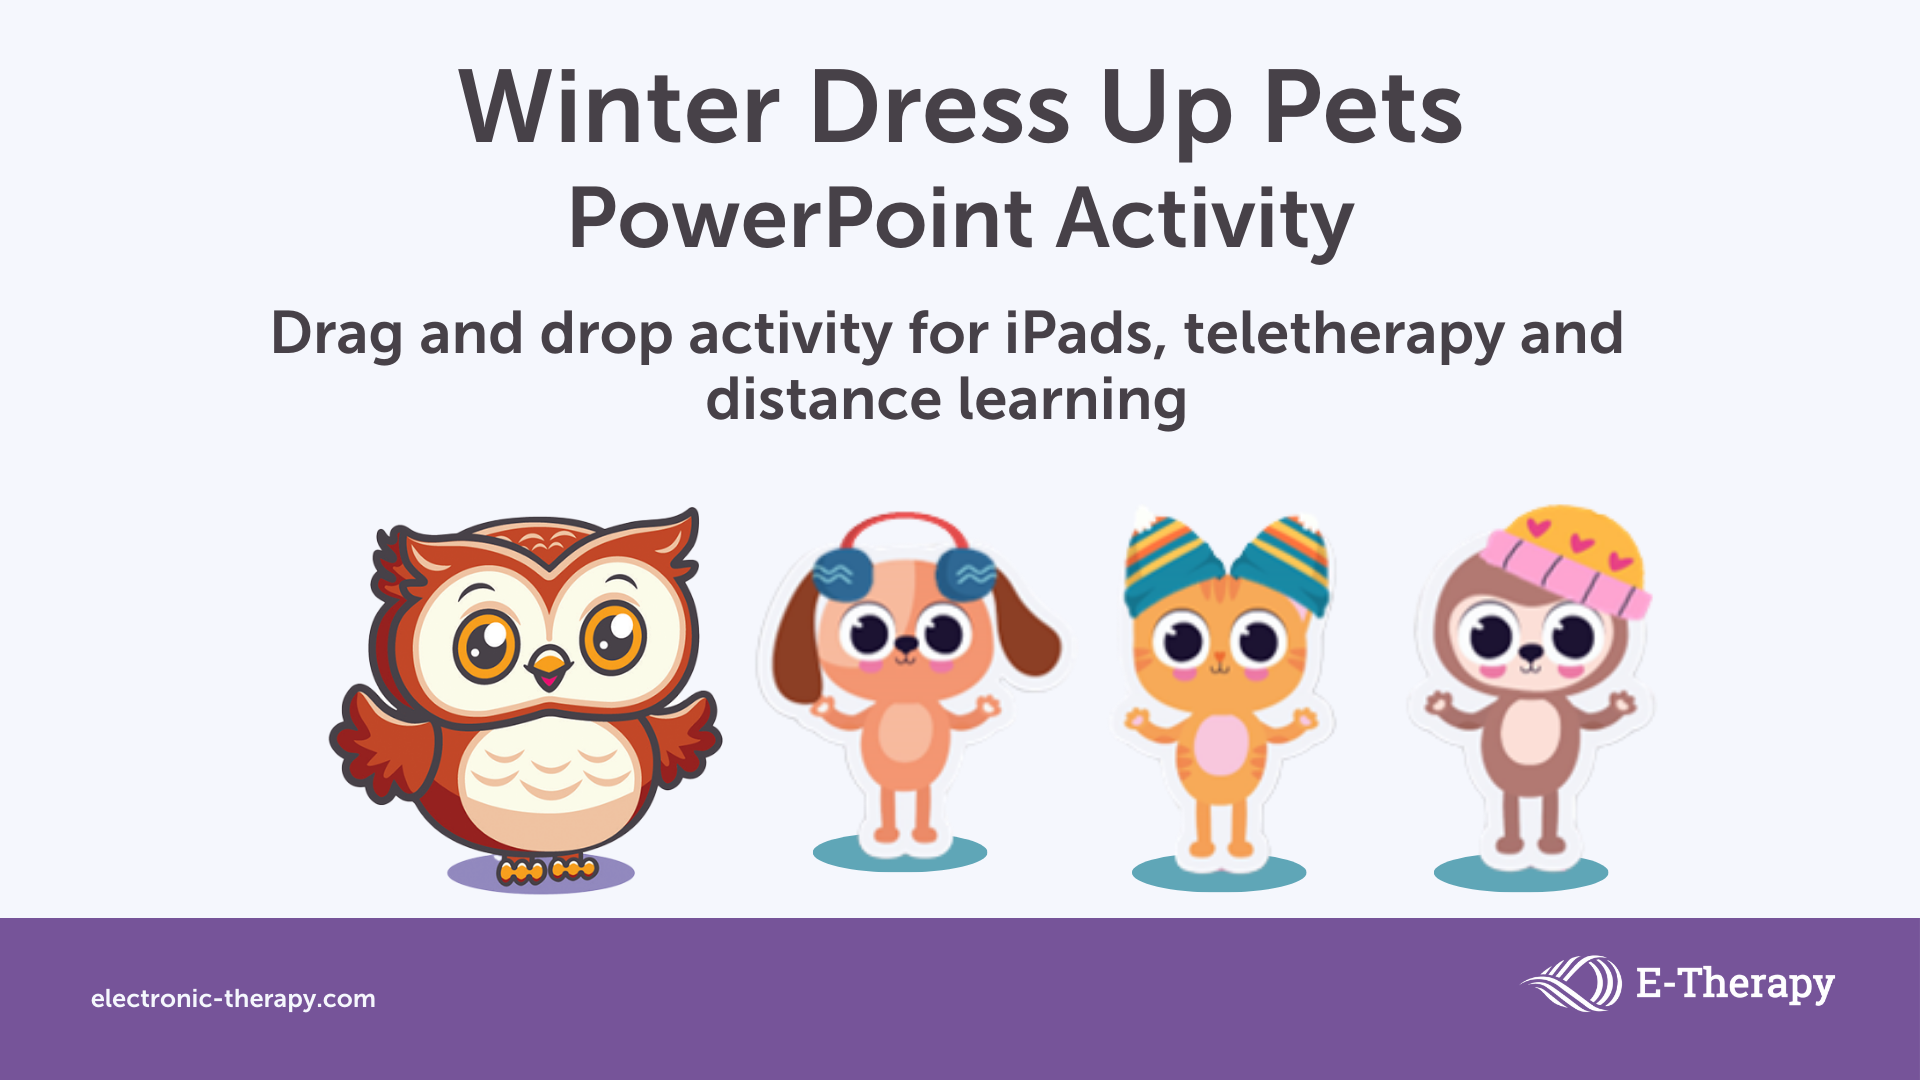 Winter Dress Up Pets
PowerPoint Activity
Drag and drop activity for iPads, teletherapy and
distance learning
electronic-therapy.com
E-Therapy